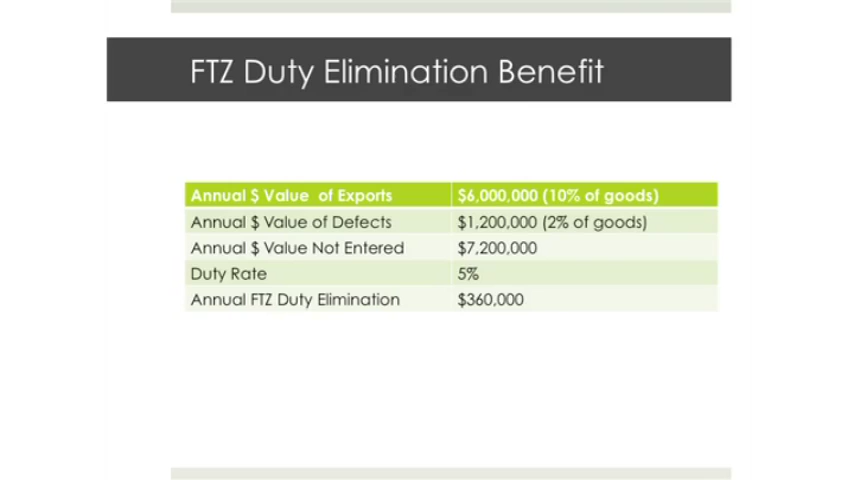 FTZ Duty Elimination Benefit
Annual $ Value of Exports $6,000,000 (10% of goods)
Annual $ Value of Defects $1,200,000 (2% of goods)
Annual $ Value Not Entered $7,200,000
Duty Rate 5%
Annual FTZ Duty Elimination $360,000